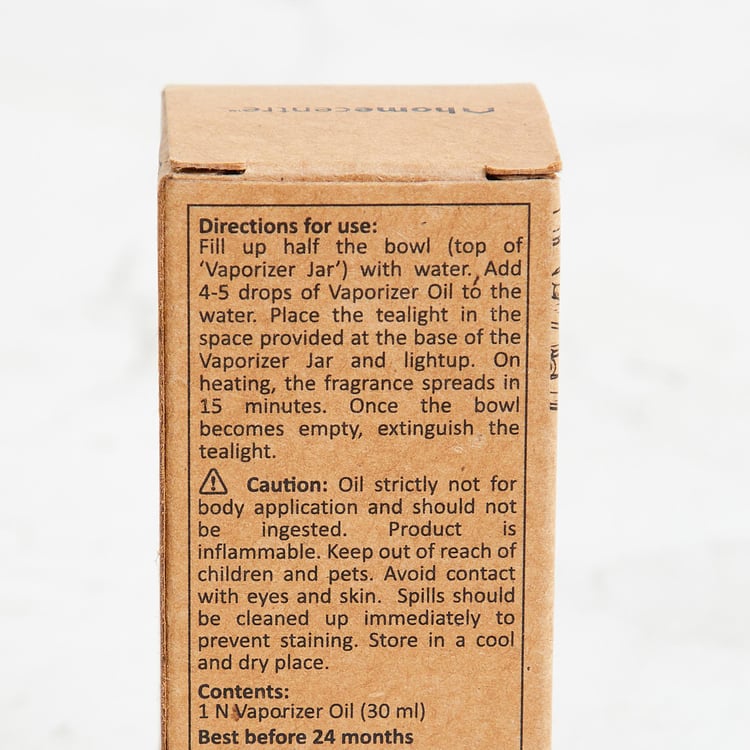 homecentre™
Directions for use:
Fill up half the bowl (top of
‘Vaporizer Jar’) with water. Add
4-5 drops of Vaporizer Oil to the
water. Place the tealight in the
space provided at the base of the
Vaporizer Jar and lightup. On
heating, the fragrance spreads in
15 minutes. Once the bowl
becomes empty, extinguish the
tealight.
Caution: Oil strictly not for
body application and should not
be ingested. Product is
inflammable. Keep out of reach of
children and pets. Avoid contact
with eyes and skin. Spills should
be cleaned up immediately to
prevent staining. Store in a cool
and dry place.
Contents:
1 N Vaporizer Oil (30 ml)
Best before 24 months